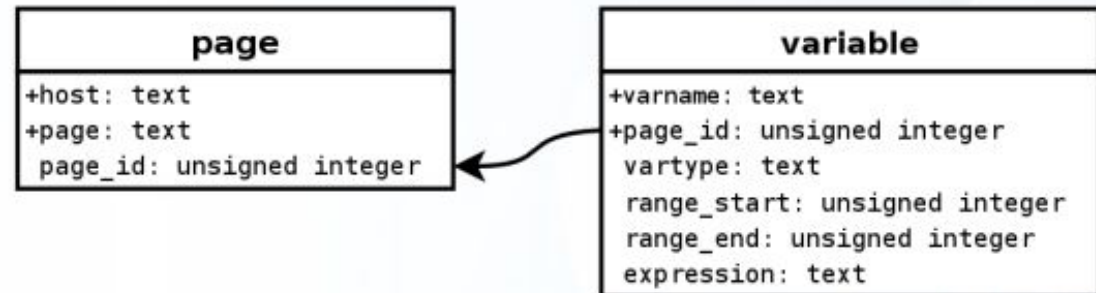 page
+host: text
+page: text
page_id: unsigned integer
variable
+varname: text
+page_id: unsigned integer
vartype: text
range_start: unsigned integer
range_end: unsigned integer
expression: text